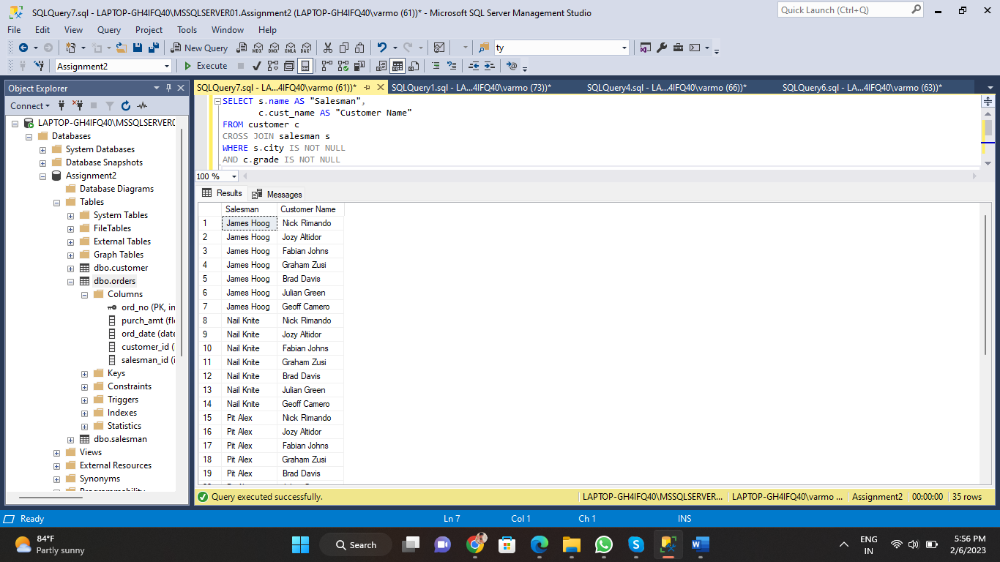 SQLQuery7.sql - LAPTOP-GH4IFQ40\MSSQLSERVER01.Assignment2 (LAPTOP-GH4IFQ40\varmo (61))* - Microsoft SQL Server Management Studio
Quick Launch (Ctrl+Q)
File Edit View Query Project Tools Window Help
New Query MDX DMX XMLA DAX ty
Assignment2 Execute
Object Explorer
SQLQuery7.sql - LA...4IFQ40\varmo (61))* SQLQuery1.sql - LA...4IFQ40\varmo (73))* SQLQuery4.sql - LA...4IFQ40\varmo (66))* SQLQuery6.sql - LA...4IFQ40\varmo (63))*
Connect
LAPTOP-GH4IFQ40\MSSQLSERVER0
Databases
System Databases
Database Snapshots
Assignment2
Database Diagrams
Tables
System Tables
FileTables
External Tables
Graph Tables
dbo.customer
dbo.orders
Columns
ord_no (PK, in
purch_amt (flo
ord_date (date
customer_id (
salesman_id (i
Keys
Constraints
Triggers
Indexes
Statistics
dbo.salesman
Views
External Resources
Synonyms
Programmability
SELECT s.name AS "Salesman",
c.cust_name AS "Customer Name"
FROM customer c
CROSS JOIN salesman s
WHERE s.city IS NOT NULL
AND c.grade IS NOT NULL
100 %
Results Messages
Salesman Customer Name
1 James Hoog Nick Rimando
2 James Hoog Jozy Altidor
3 James Hoog Fabian Johns
4 James Hoog Graham Zusi
5 James Hoog Brad Davis
6 James Hoog Julian Green
7 James Hoog Geoff Camero
8 Nail Knite Nick Rimando
9 Nail Knite Jozy Altidor
10 Nail Knite Fabian Johns
11 Nail Knite Graham Zusi
12 Nail Knite Brad Davis
13 Nail Knite Julian Green
14 Nail Knite Geoff Camero
15 Pit Alex Nick Rimando
16 Pit Alex Jozy Altidor
17 Pit Alex Fabian Johns
18 Pit Alex Graham Zusi
19 Pit Alex Brad Davis
Query executed successfully. LAPTOP-GH4IFQ40\MSSQLSERVER... LAPTOP-GH4IFQ40\varmo ... Assignment2 00:00:00 35 rows
Ready Ln 7 Col 1 Ch 1 INS
84°F
Partly sunny
Search
ENG
IN
5:56 PM
2/6/2023